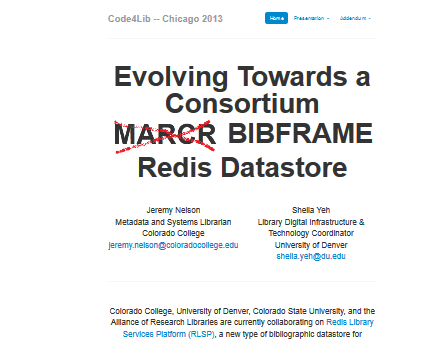 Code4Lib -- Chicago 2013
Home Presentation Addendum
Evolving Towards a
Consortium
MARCR BIBFRAME
Redis Datastore
Jeremy Nelson
Metadata and Systems Librarian
Colorado College
jeremy.nelson@coloradocollege.edu
Sheila Yeh
Library Digital Infrastructure &
Technology Coordinator
University of Denver
sheila.yeh@du.edu
Colorado College, University of Denver, Colorado State University, and the
Alliance of Research Libraries are currently collaborating on Redis Library
Services Platform (RLSP), a new type of bibliographic datastore for